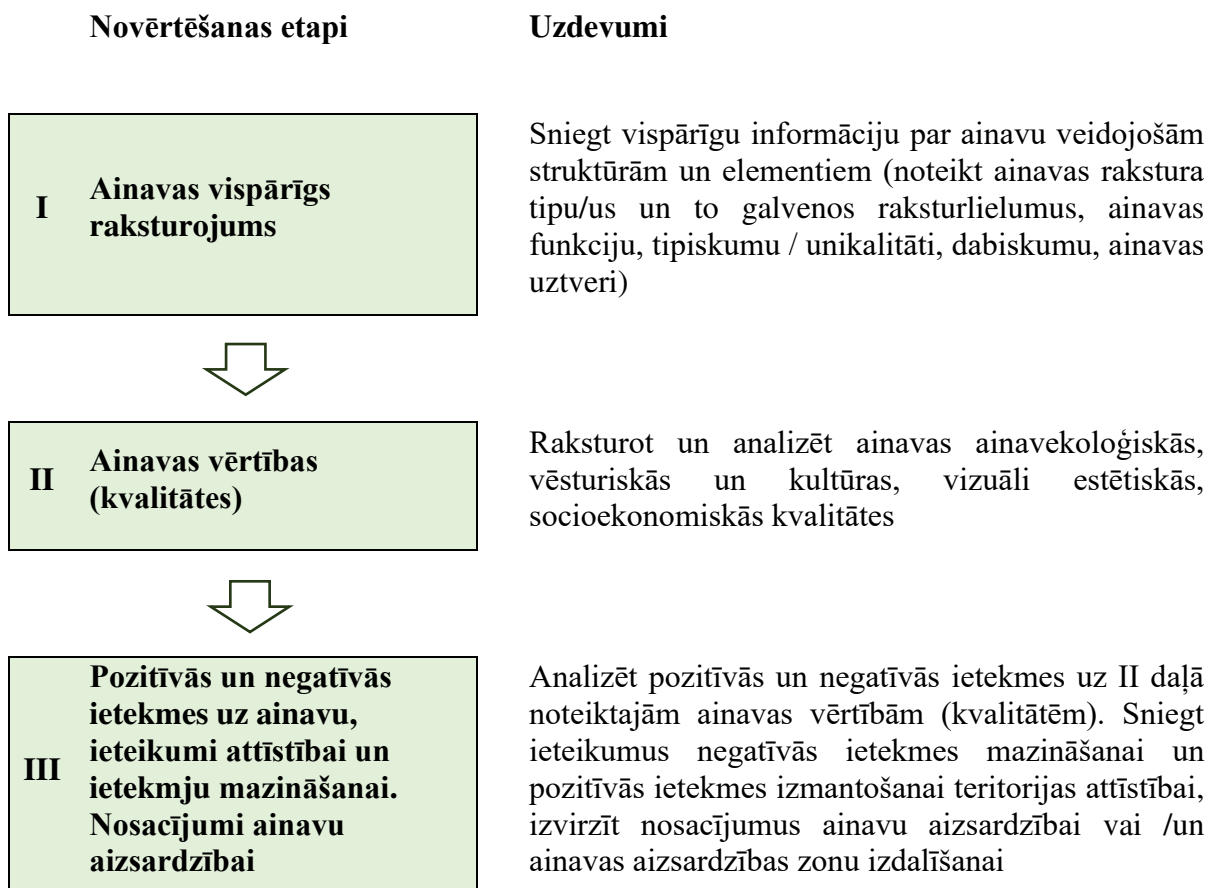 Novērtēšanas etapi Uzdevumi
I
Ainavas vispārīgs
raksturojums
Sniegt vispārīgu informāciju par ainavu veidojošām
struktūrām un elementiem (noteikt ainavas rakstura
tipu/us un to galvenos raksturlielumus, ainavas
funkciju, tipiskumu / unikalitāti, dabiskumu, ainavas
uztveri)
II
Ainavas vērtības
(kvalitātes)
Raksturot un analizēt ainavas ainavekoloģiskās,
vēsturiskās un kultūras, vizuāli estētiskās,
socioekonomiskās kvalitātes
III
Pozitīvās un negatīvās
ietekmes uz ainavu,
ieteikumi attīstībai un
ietekmju mazināšanai.
Nosacījumi ainavu
aizsardzībai
Analizēt pozitīvās un negatīvās ietekmes uz II daļā
noteiktajām ainavas vērtībām (kvalitātēm). Sniegt
ieteikumus negatīvās ietekmes mazināšanai un
pozitīvās ietekmes izmantošanai teritorijas attīstībai,
izvirzīt nosacījumus ainavu aizsardzībai vai /un
ainavas aizsardzības zonu izdalīšanai